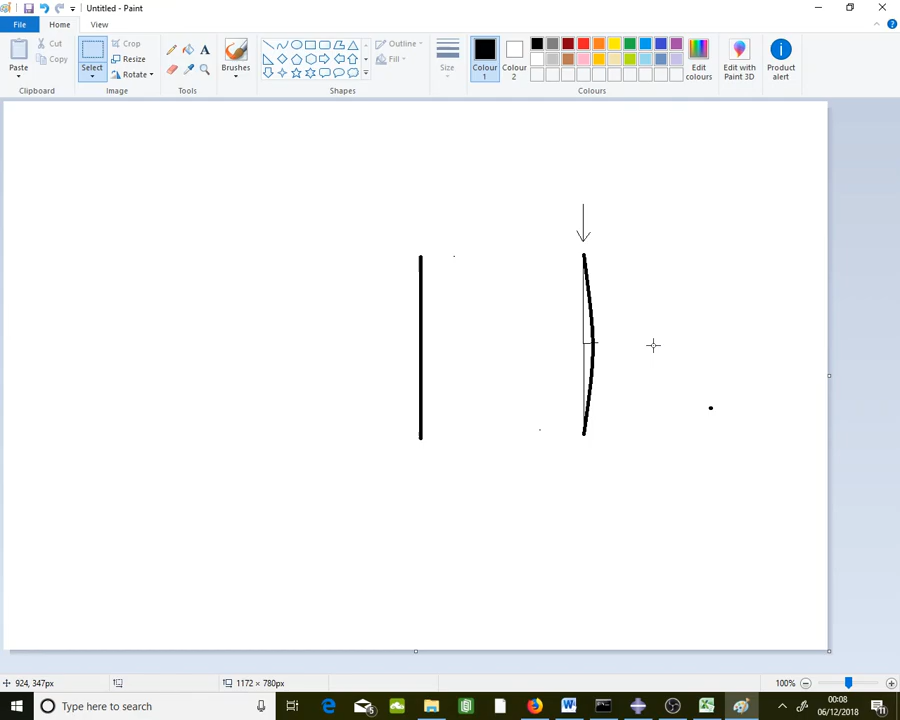 Untitled - Paint
File
Home
View
Paste
Cut
Copy
Clipboard
Select
Crop
Resize
Rotate
Image
A
Tools
Brushes
Outline
Fill
Shapes
Size
Colour
1
Colour
2
Edit
colours
Colours
Edit with
Paint 3D
Product
alert
924, 347px
1172 × 780px
100%
Type here to search
5
00:08
06/12/2018
11